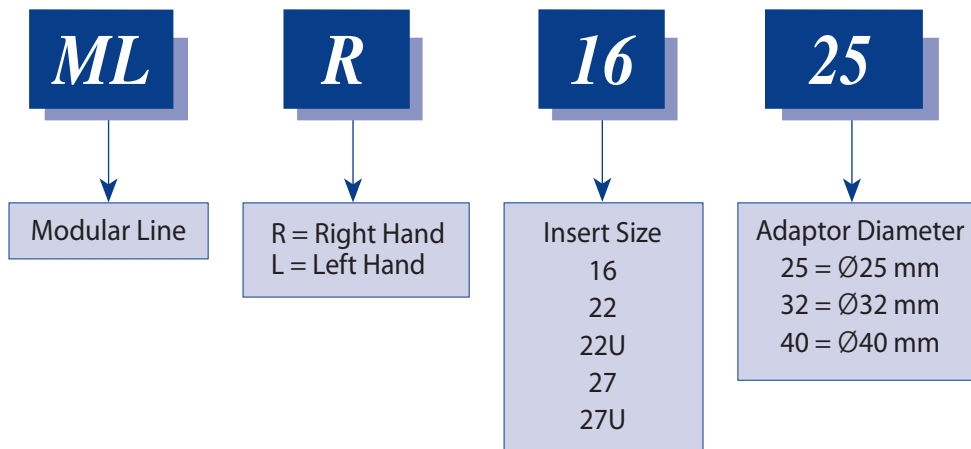 ML
R
16
25
Modular Line
R = Right Hand
L = Left Hand
Insert Size
16
22
22U
27
27U
Adaptor Diameter
25 = Ø25 mm
32 = Ø32 mm
40 = Ø40 mm